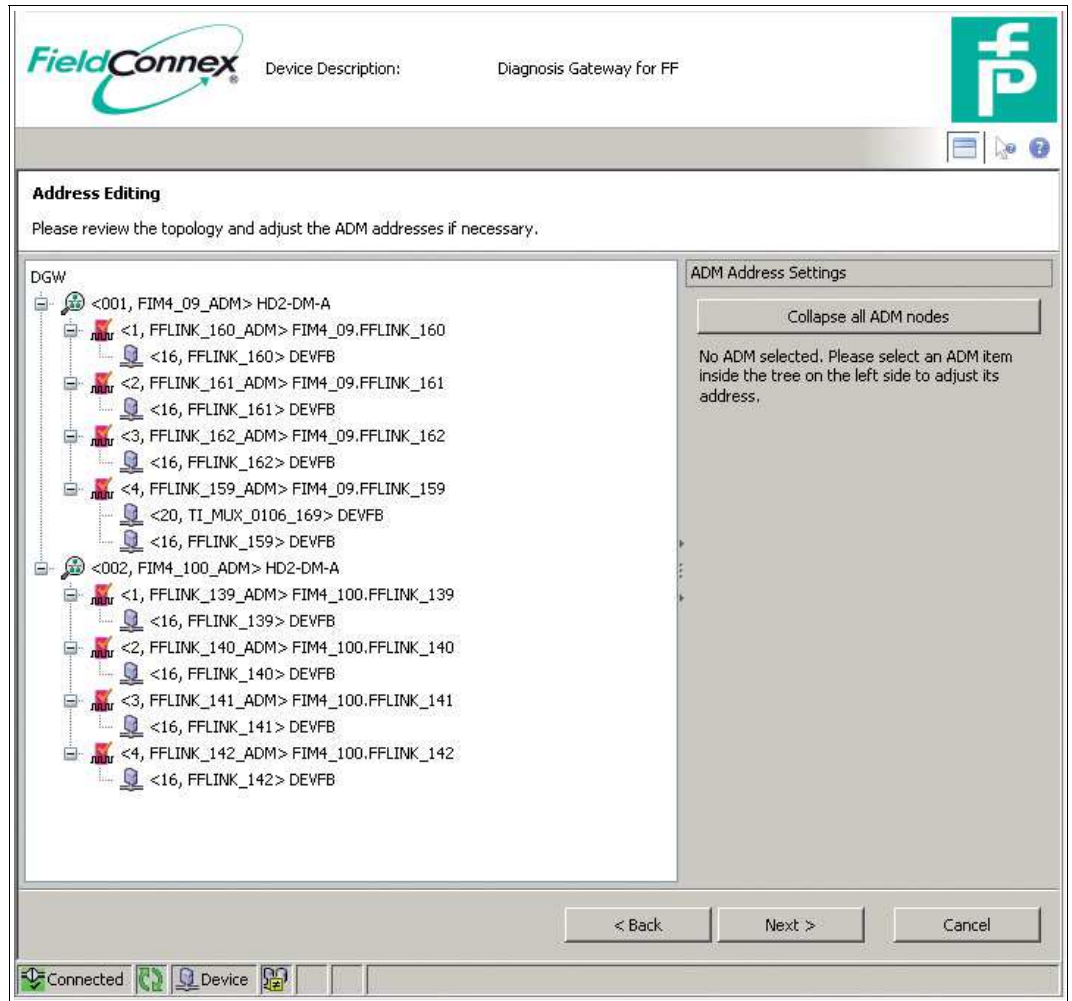 FieldConnex®
Device Description: Diagnosis Gateway for FF
Address Editing
Please review the topology and adjust the ADM addresses if necessary.
DGW
<001, FIM4_09_ADM> HD2-DM-A
<1, FFLINK_160_ADM> FIM4_09.FFLINK_160
<16, FFLINK_160> DEVFB
<2, FFLINK_161_ADM> FIM4_09.FFLINK_161
<16, FFLINK_161> DEVFB
<3, FFLINK_162_ADM> FIM4_09.FFLINK_162
<16, FFLINK_162> DEVFB
<4, FFLINK_159_ADM> FIM4_09.FFLINK_159
<20, TI_MUX_0106_169> DEVFB
<16, FFLINK_159> DEVFB
<002, FIM4_100_ADM> HD2-DM-A
<1, FFLINK_139_ADM> FIM4_100.FFLINK_139
<16, FFLINK_139> DEVFB
<2, FFLINK_140_ADM> FIM4_100.FFLINK_140
<16, FFLINK_140> DEVFB
<3, FFLINK_141_ADM> FIM4_100.FFLINK_141
<16, FFLINK_141> DEVFB
<4, FFLINK_142_ADM> FIM4_100.FFLINK_142
<16, FFLINK_142> DEVFB
ADM Address Settings
Collapse all ADM nodes
No ADM selected. Please select an ADM item
inside the tree on the left side to adjust its
address.
< Back
Next >
Cancel
Connected
Device